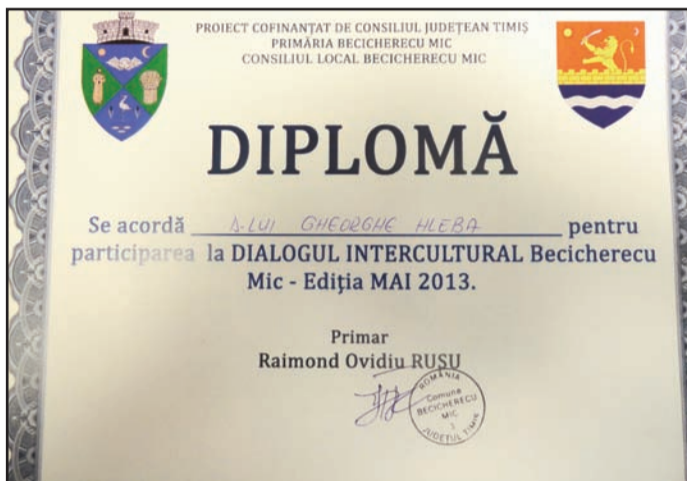 PROIECT COFINANȚAT DE CONSILIUL JUDEȚEAN TIMIȘ
PRIMĂRIA BECICHERECU MIC
CONSILIUL LOCAL BECICHERECU MIC
DIPLOMĂ
Se acordă D-LUI GHEORGHE HLEBA pentru
participarea la DIALOGUL INTERCULTURAL Becicherecu
Mic - Ediția MAI 2013.
Primar
Raimond Ovidiu RUSU
ROMÂNIA
Comuna
BECICHERECU
MIC
JUDEȚUL TIMIȘ